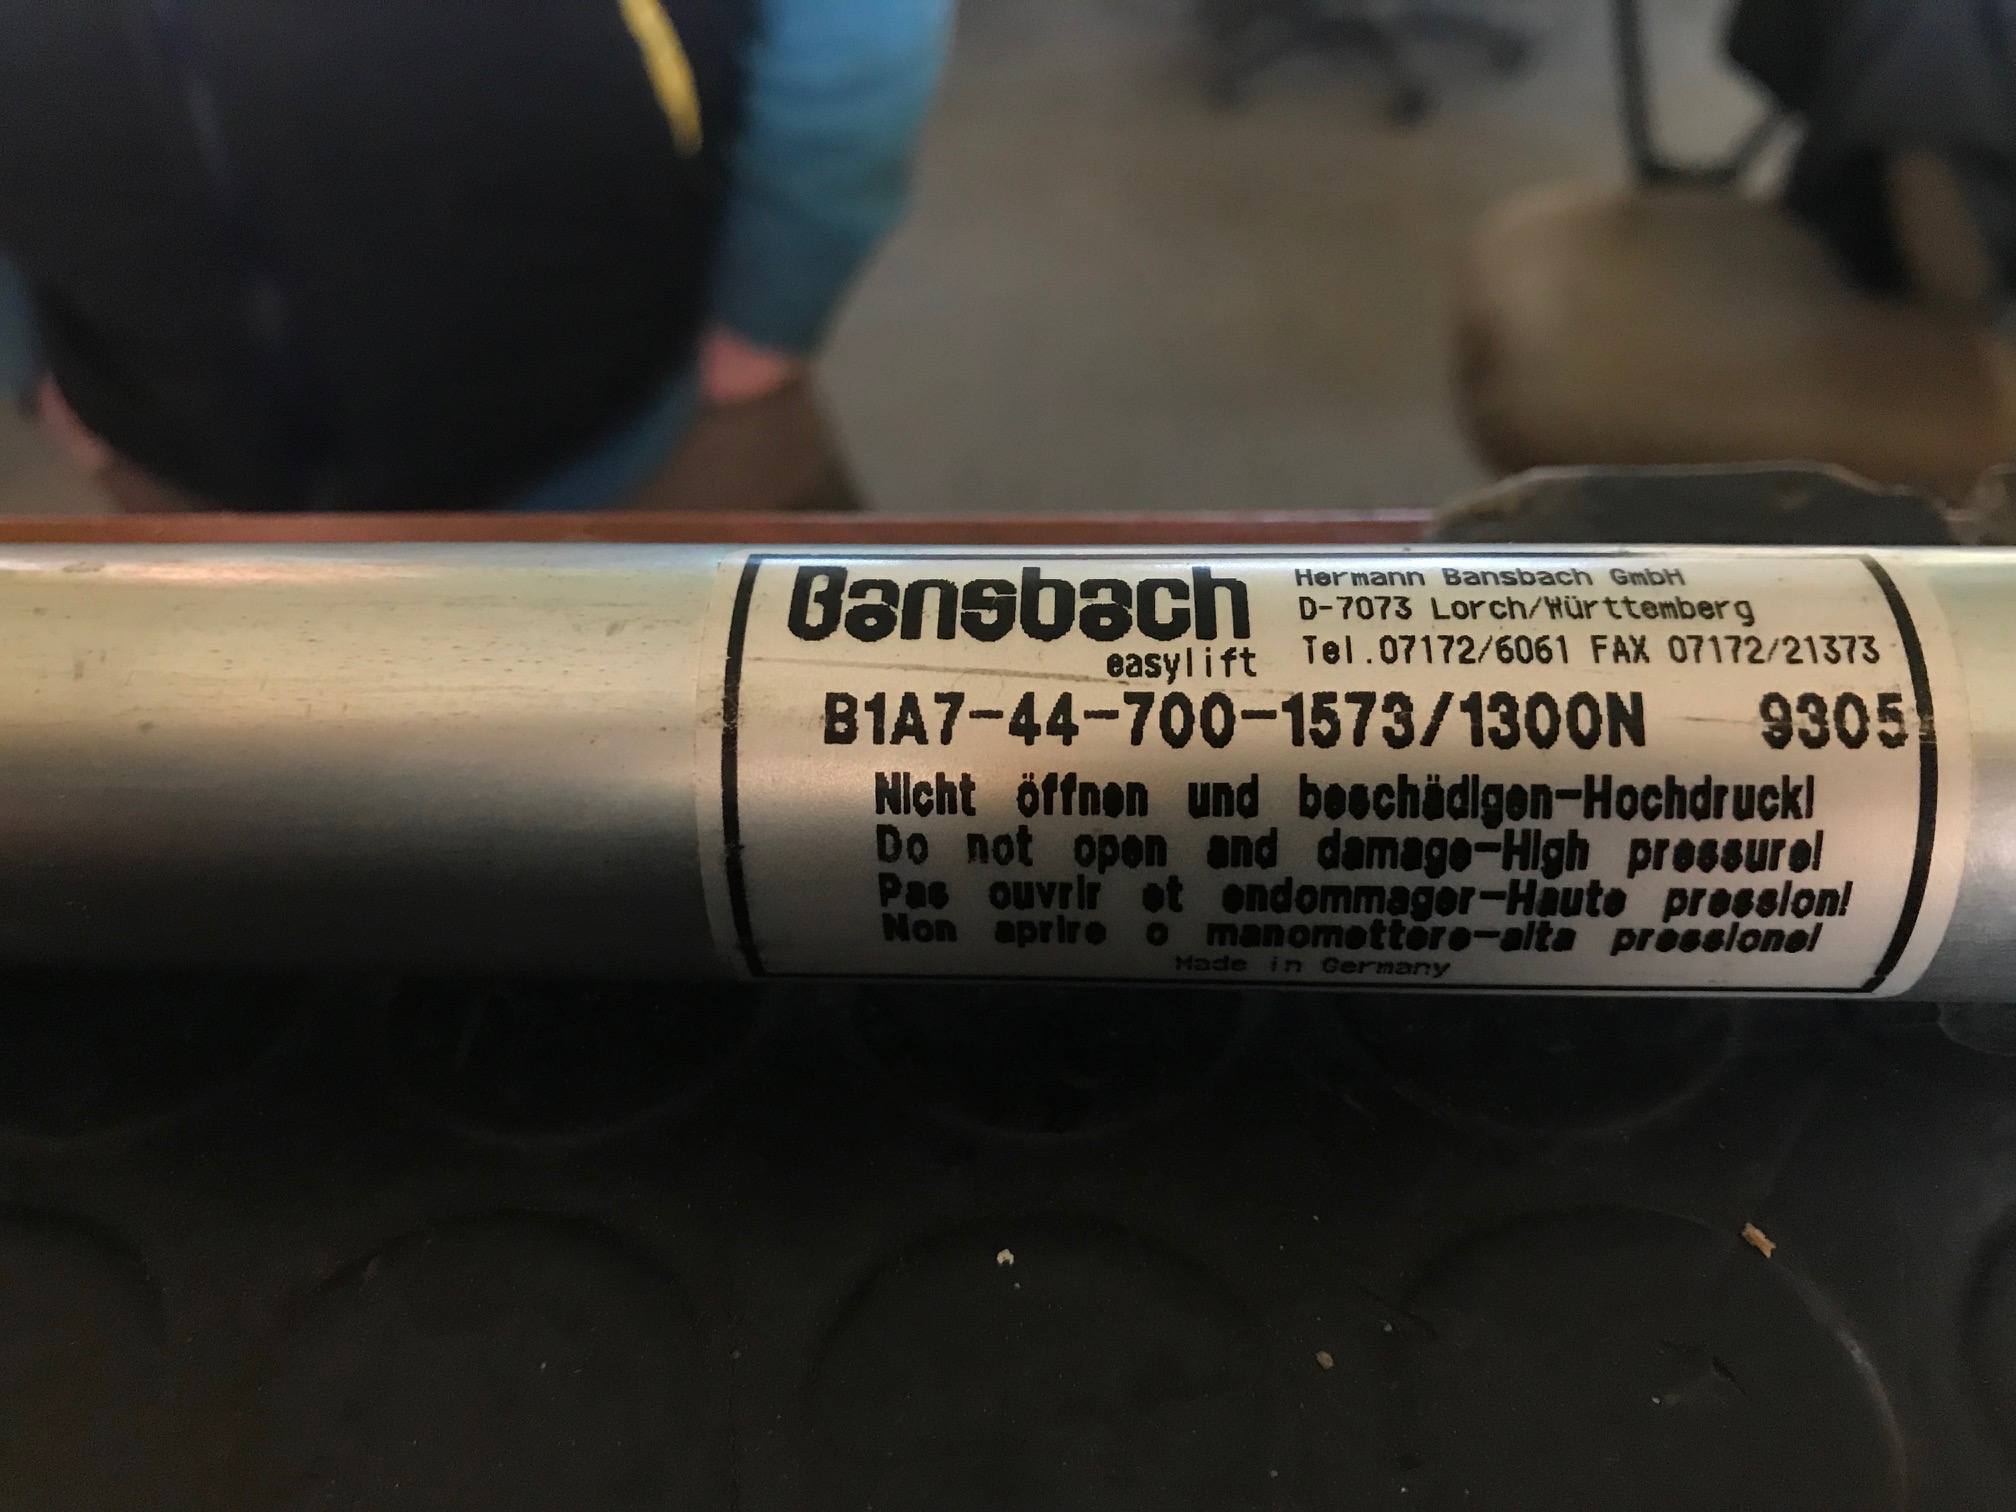 Bansbach
easylift
Hermann Bansbach GmbH
D-7073 Lorch/Württemberg
Tel.07172/6061 FAX 07172/21373
B1A7-44-700-1573/1300N 9305
Nicht öffnen und beschädigen-Hochdruck!
Do not open and damage-High pressure!
Pas ouvrir et endommager-Haute pression!
Non aprire o manomettere-alta pressione!
Made in Germany